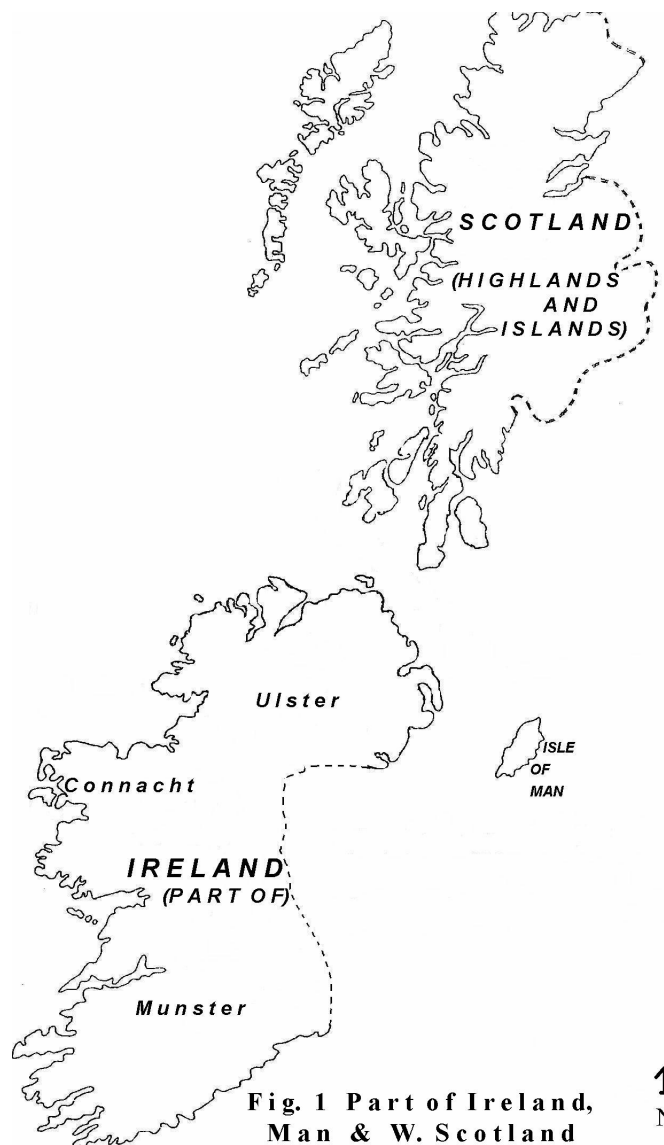 SCOTLAND
(HIGHLANDS
AND
ISLANDS)
Ulster
ISLE
OF
MAN
Connacht
IRELAND
(PART OF)
Munster
Fig. 1 Part of Ireland,
Man & W. Scotland
N